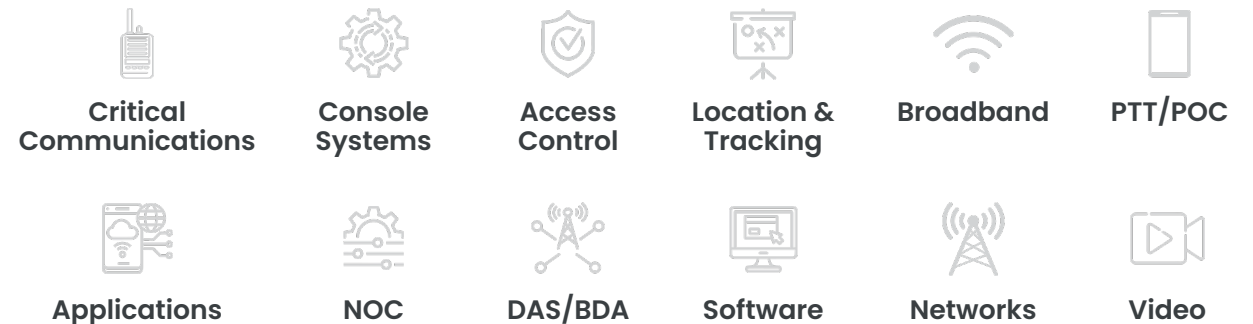 Critical
Communications
Console
Systems
Access
Control
Location &
Tracking
Broadband
PTT/POC
Applications
NOC
DAS/BDA
Software
Networks
Video